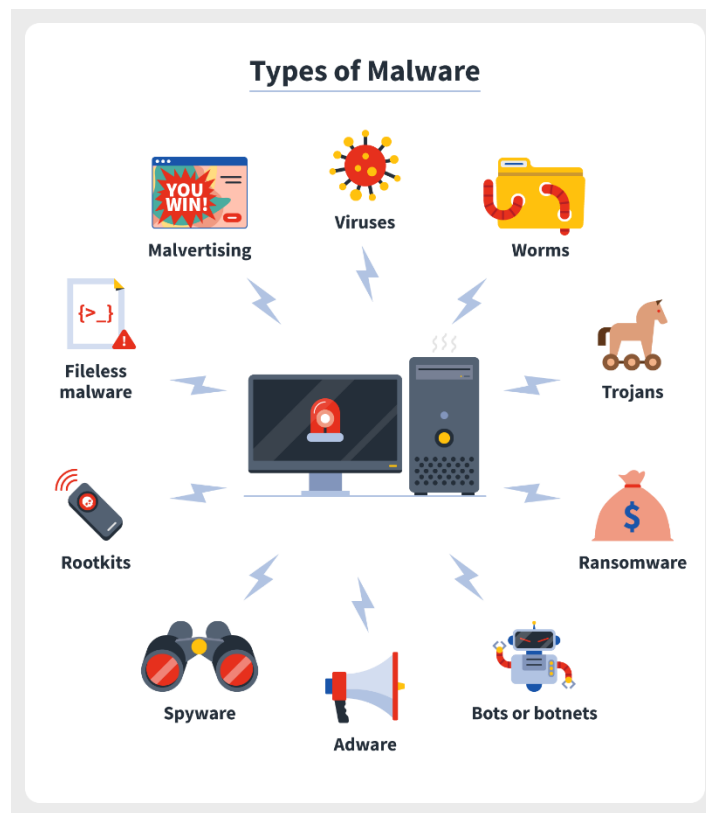 Types of Malware
YOU
WIN!
Malvertising
Viruses
Worms
{>_}
!
Fileless
malware
Trojans
Rootkits
$
Ransomware
Spyware
Adware
Bots or botnets